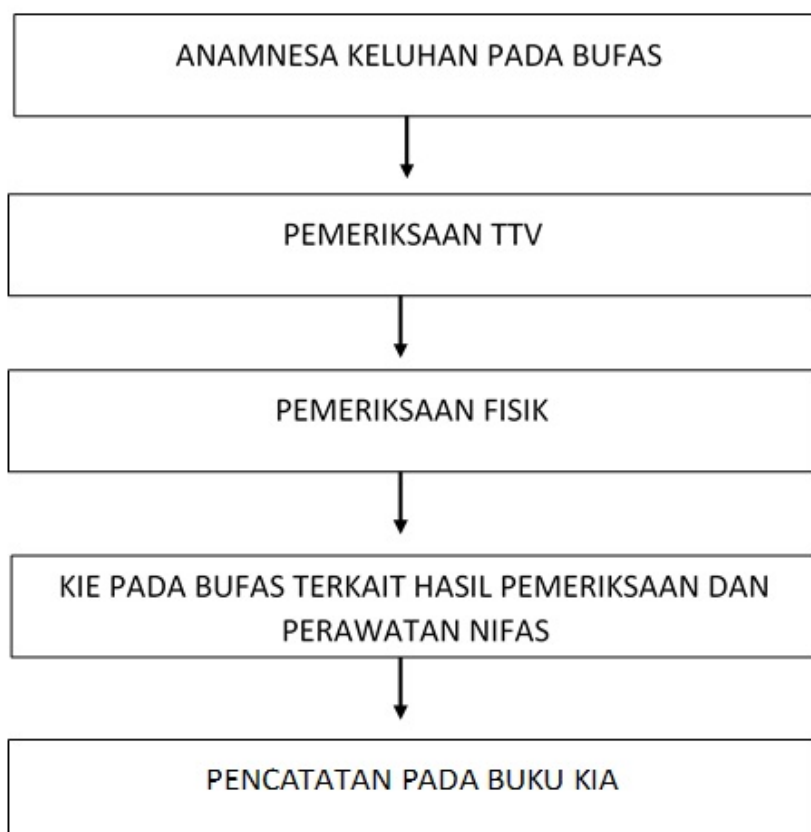 ANAMNESA KELUHAN PADA BUFAS
PEMERIKSAAN TTV
PEMERIKSAAN FISIK
KIE PADA BUFAS TERKAIT HASIL PEMERIKSAAN DAN
PERAWATAN NIFAS
PENCATATAN PADA BUKU KIA